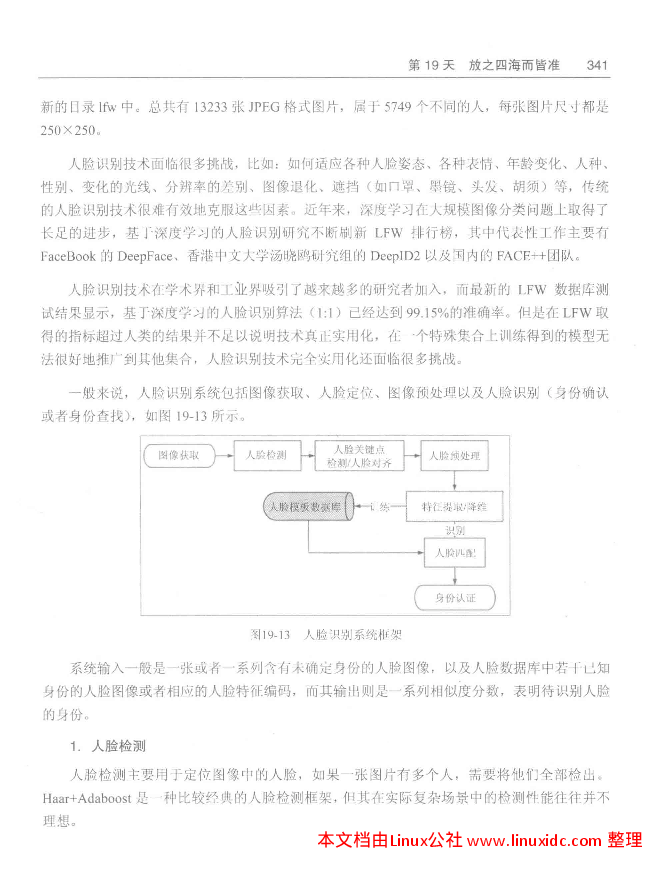 第 19 天 放之四海而皆准 341
新的目录 lfw 中。总共有 13233 张 JPEG 格式图片，属于 5749 个不同的人，每张图片尺寸都是
250×250。
人脸识别技术面临很多挑战，比如：如何适应各种人脸姿态、各种表情、年龄变化、人种、
性别、变化的光线、分辨率的差别、图像退化、遮挡（如口罩、墨镜、头发、胡须）等，传统
的人脸识别技术很难有效地克服这些因素。近年来，深度学习在大规模图像分类问题上取得了
长足的进步，基于深度学习的人脸识别研究不断刷新 LFW 排行榜，其中代表性工作主要有
FaceBook 的 DeepFace、香港中文大学汤晓鸥研究组的 DeepID2 以及国内的 FACE++团队。
人脸识别技术在学术界和工业界吸引了越来越多的研究者加入，而最新的 LFW 数据库测
试结果显示，基于深度学习的人脸识别算法（1:1）已经达到 99.15%的准确率。但是在 LFW 取
得的指标超过人类的结果并不足以说明技术真正实用化，在一个特殊集合上训练得到的模型无
法很好地推广到其他集合，人脸识别技术完全实用化还面临很多挑战。
一般来说，人脸识别系统包括图像获取、人脸定位、图像预处理以及人脸识别（身份确认
或者身份查找），如图 19-13 所示。
图像获取
人脸检测
人脸关键点
检测/人脸对齐
人脸预处理
人脸模板数据库
训练
特征提取/降维
识别
人脸匹配
身份认证
图19-13 人脸识别系统框架
系统输入一般是一张或者一系列含有未确定身份的人脸图像，以及人脸数据库中若干已知
身份的人脸图像或者相应的人脸特征编码，而其输出则是一系列相似度分数，表明待识别人脸
的身份。
1. 人脸检测
人脸检测主要用于定位图像中的人脸，如果一张图片有多个人，需要将他们全部检出。
Haar+Adaboost 是一种比较经典的人脸检测框架，但其在实际复杂场景中的检测性能往往并不
理想。
本文档由Linux公社 www.linuxidc.com 整理